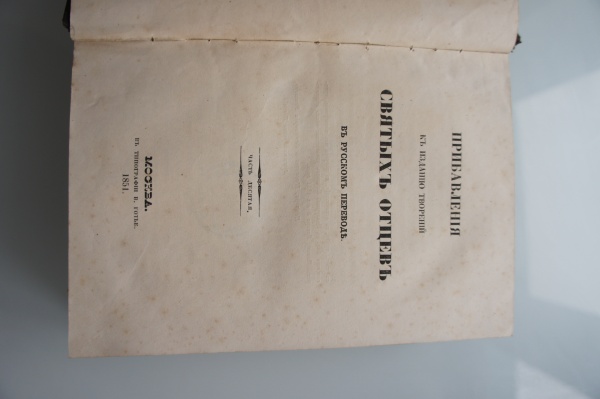 ПРИБАВЛЕНІЯ
КЪ ИЗДАНІЮ ТВОРЕНІЙ
СВЯТЫХЪ ОТЦЕВЪ
ВЪ РУССКОМЪ ПЕРЕВОДѢ.
ЧАСТЬ ДЕСЯТАЯ.
МОСКВА.
ВЪ ТИПОГРАФІИ В. ГОТЬЕ.
1851.